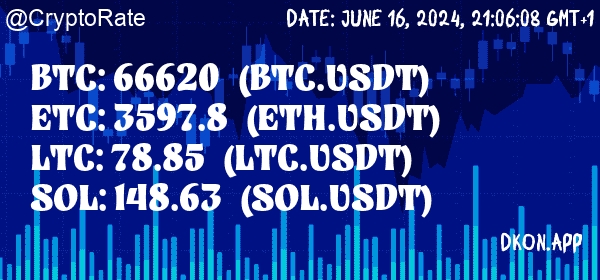 @CryptoRate
DATE: JUNE 16, 2024, 21:06:08 GMT+1
BTC: 66620 (BTC.USDT)
ETC: 3597.8 (ETH.USDT)
LTC: 78.85 (LTC.USDT)
SOL: 148.63 (SOL.USDT)
DKON.APP